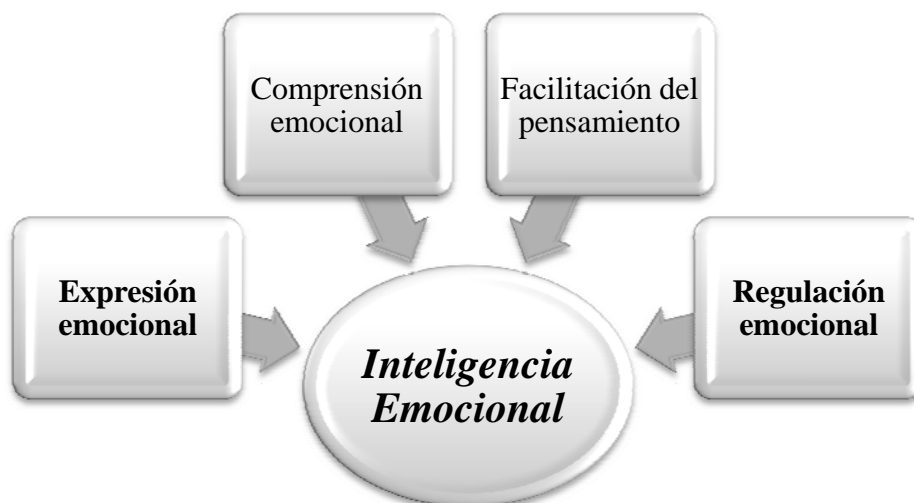 Comprensión
emocional
Facilitación del
pensamiento
Expresión
emocional
Regulación
emocional
Inteligencia
Emocional